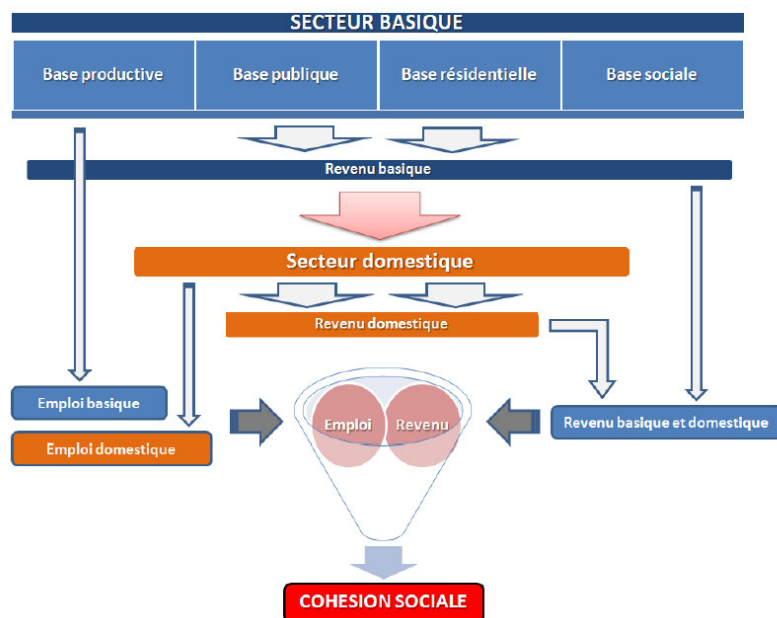 SECTEUR BASIQUE
Base productive
Base publique
Base résidentielle
Base sociale
Revenu basique
Secteur domestique
Revenu domestique
Emploi basique
Emploi
Revenu
Revenu basique et domestique
Emploi domestique
COHESION SOCIALE